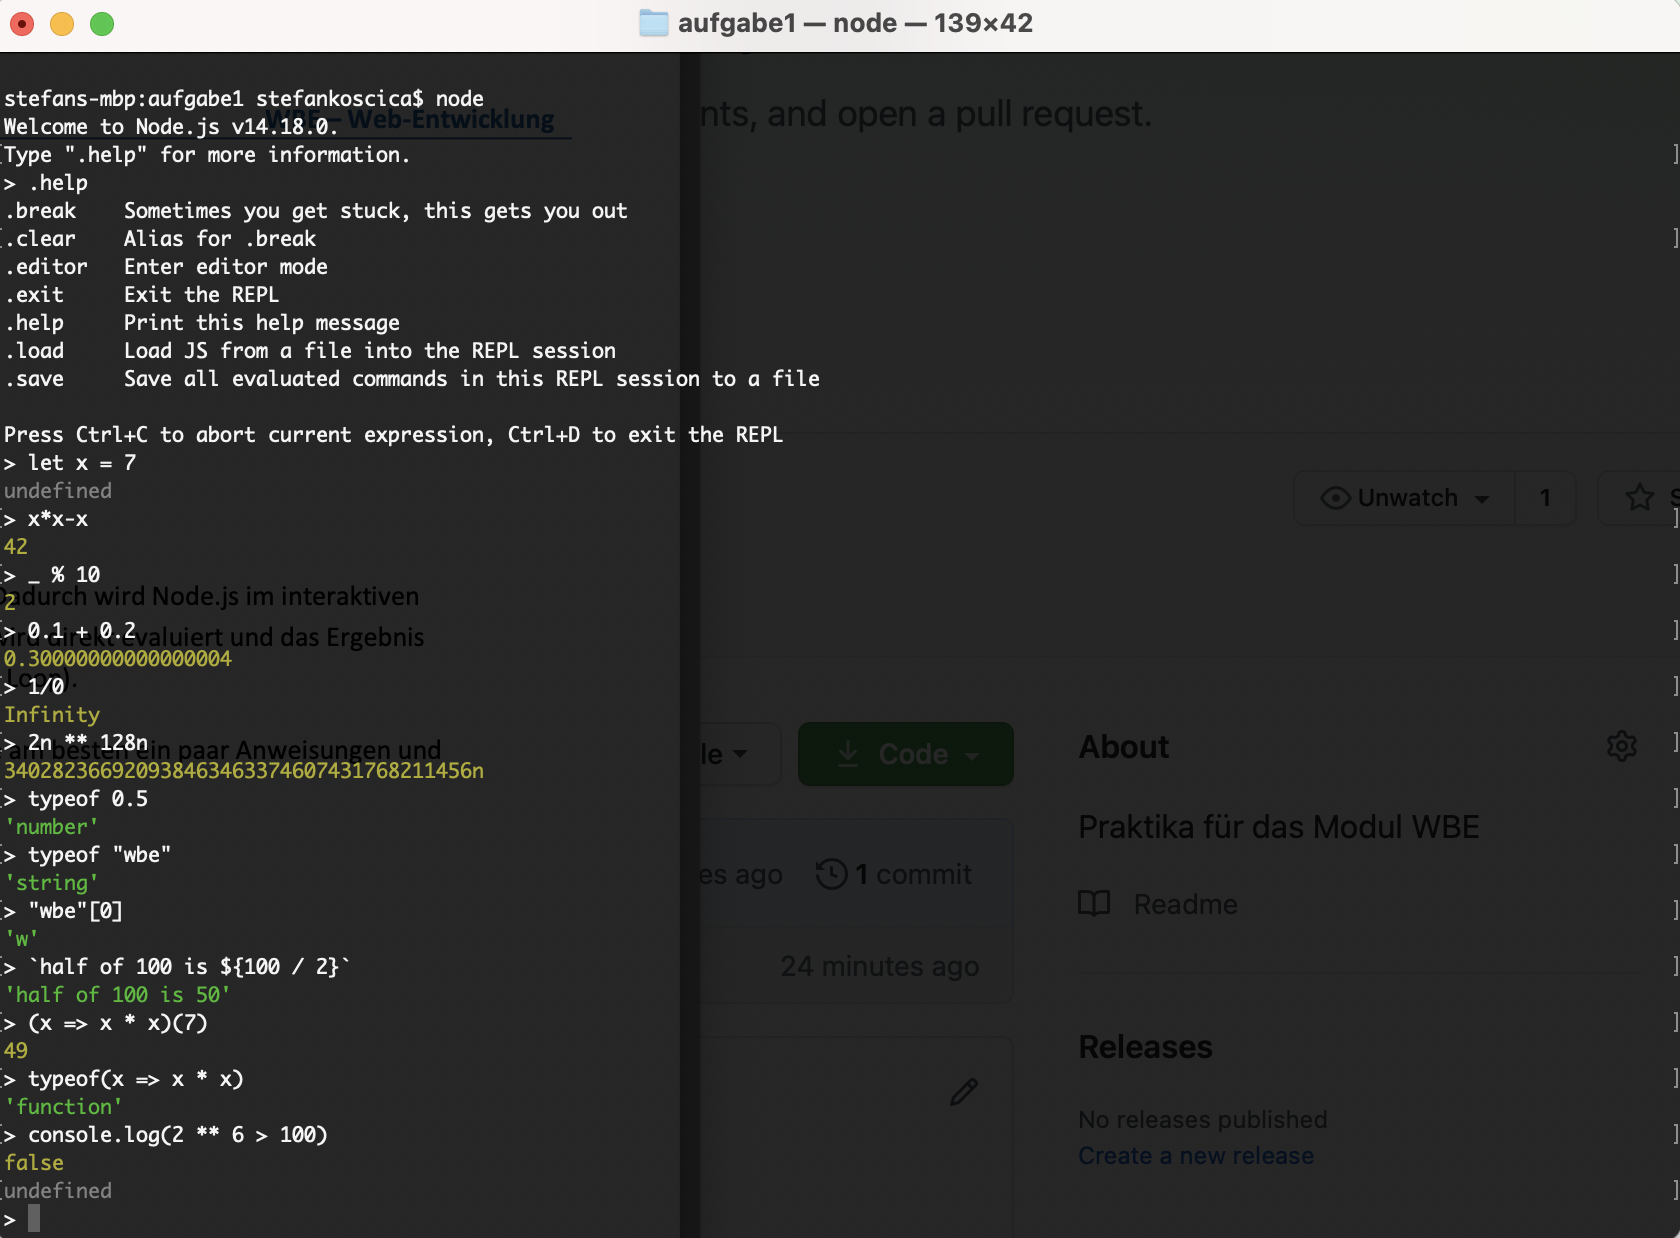 aufgabe1 — node — 139×42
stefans-mbp:aufgabe1 stefankoscica$ node
WBE – Web-Entwicklung
nts, and open a pull request.
Welcome to Node.js v14.18.0.
Type ".help" for more information.
> .help
.break    Sometimes you get stuck, this gets you out
.clear    Alias for .break
.editor   Enter editor mode
.exit     Exit the REPL
.help     Print this help message
.load     Load JS from a file into the REPL session
.save     Save all evaluated commands in this REPL session to a file
Press Ctrl+C to abort current expression, Ctrl+D to exit the REPL
> let x = 7
undefined
Unwatch 1
> x*x-x
42
> _ % 10
Dadurch wird Node.js im interaktiven
2
> 0.1 + 0.2
wird direkt evaluiert und das Ergebnis
0.30000000000000004
Loop).
> 1/0
Infinity
> 2n ** 128n
am besten ein paar Anweisungen und
le Code
About
340282366920938463463374607431768211456n
> typeof 0.5
'number'
Praktika für das Modul WBE
> typeof "wbe"
'string'
es ago 1 commit
> "wbe"[0]
Readme
'w'
> `half of 100 is ${100 / 2}`
24 minutes ago
'half of 100 is 50'
> (x => x * x)(7)
49
Releases
> typeof(x => x * x)
'function'
No releases published
> console.log(2 ** 6 > 100)
false
Create a new release
undefined
>